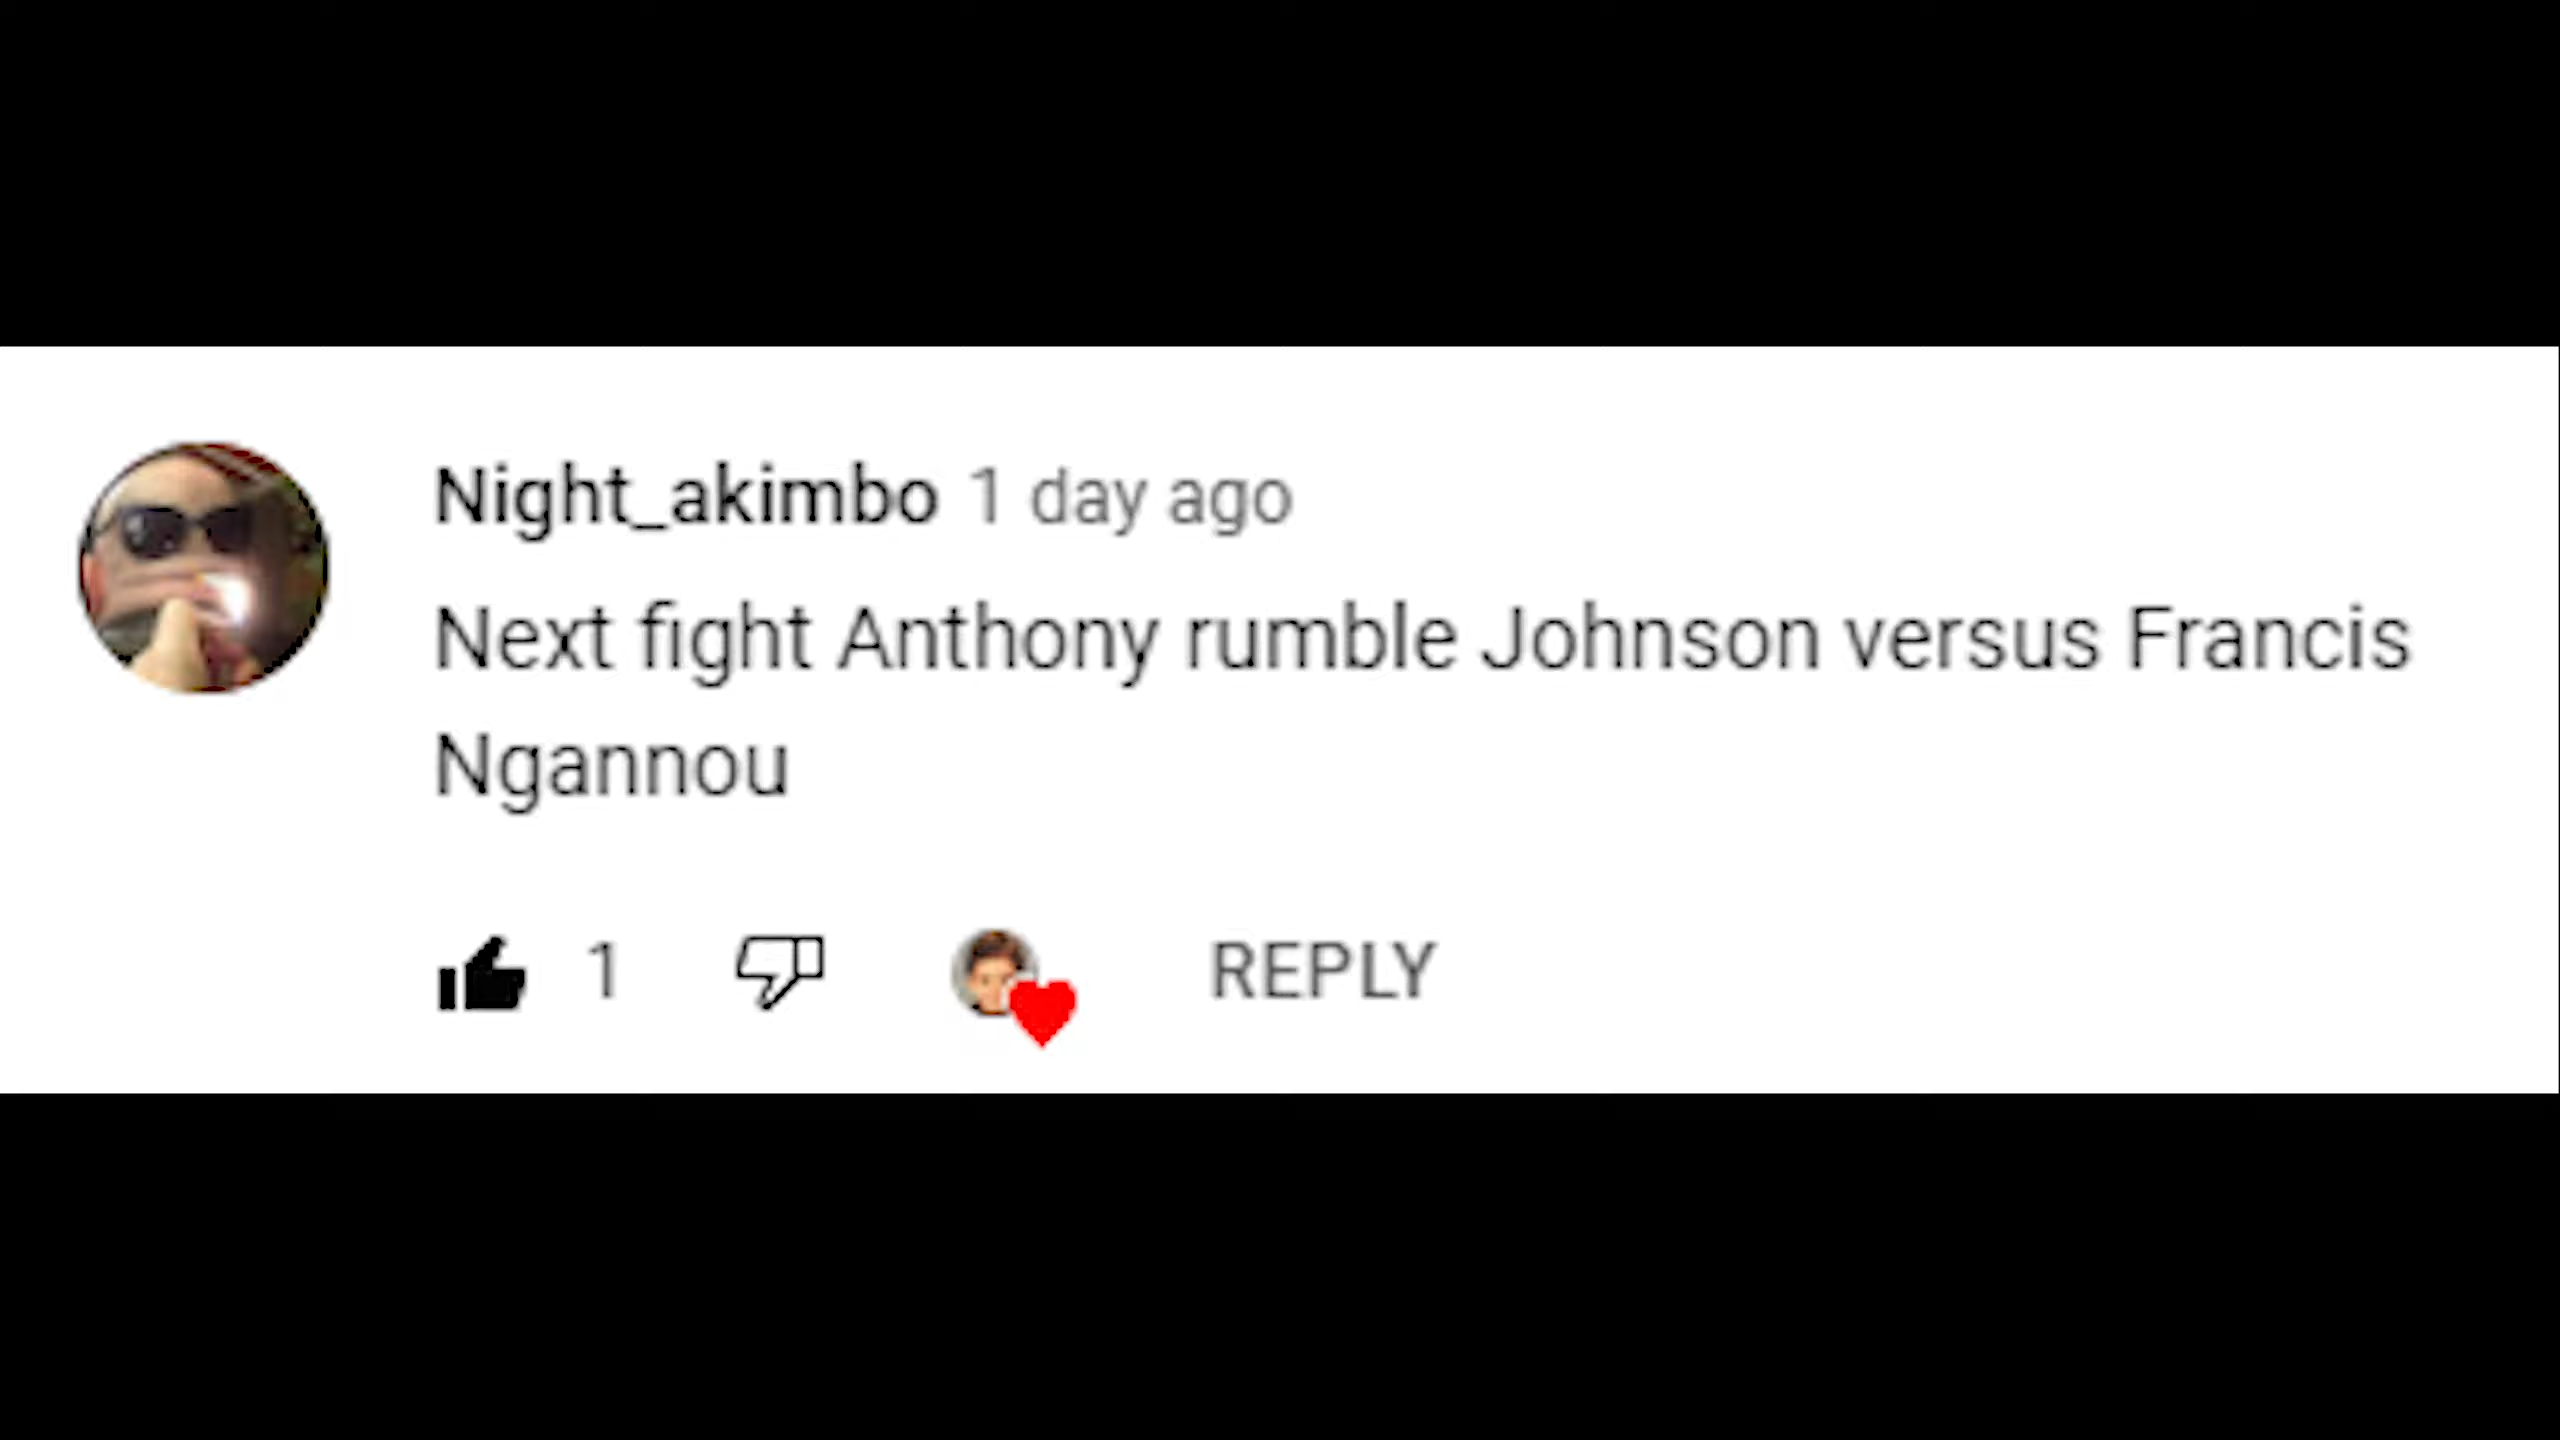 Night_akimbo 1 day ago
Next fight Anthony rumble Johnson versus Francis
Ngannou
1 REPLY